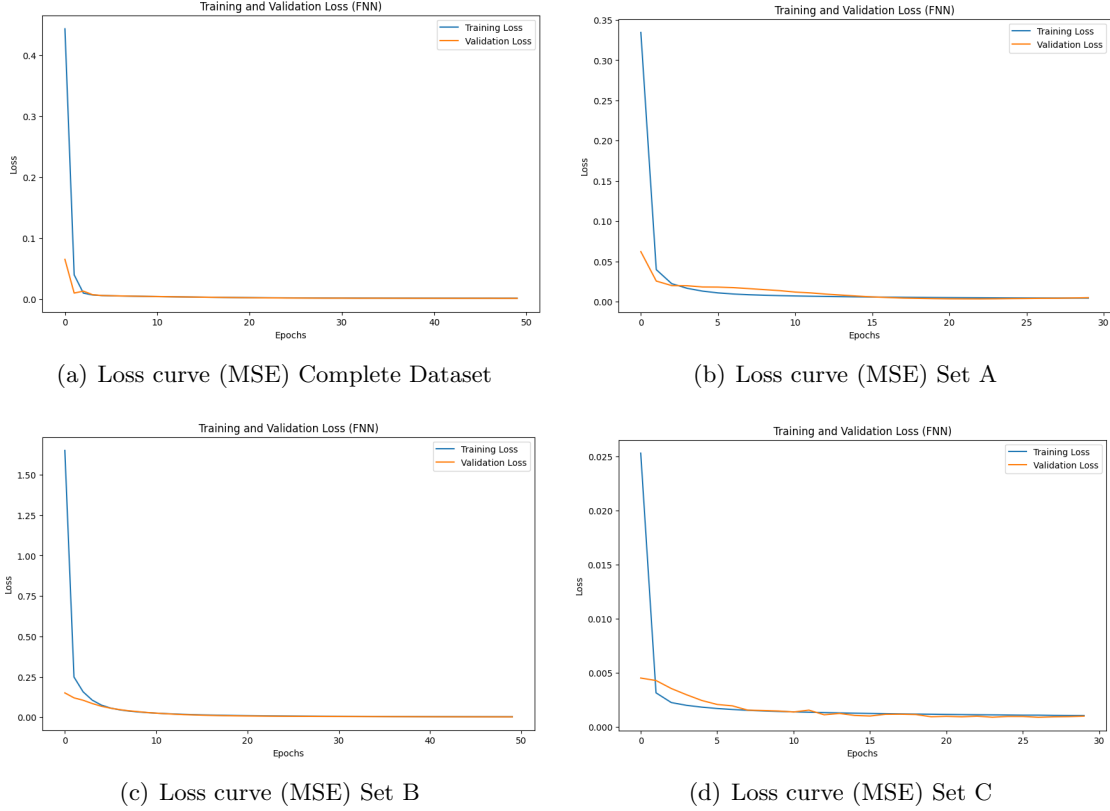 Training and Validation Loss (FNN)
Training Loss
Validation Loss
0.4
0.3
0.2
0.1
0.0
Loss
0
10
20
30
40
50
Epochs
(a) Loss curve (MSE) Complete Dataset
Training and Validation Loss (FNN)
Training Loss
Validation Loss
0.35
0.30
0.25
0.20
0.15
0.10
0.05
0.00
Loss
0
5
10
15
20
25
30
Epochs
(b) Loss curve (MSE) Set A
Training and Validation Loss (FNN)
Training Loss
Validation Loss
1.50
1.25
1.00
0.75
0.50
0.25
0.00
Loss
0
10
20
30
40
50
Epochs
(c) Loss curve (MSE) Set B
Training and Validation Loss (FNN)
Training Loss
Validation Loss
0.025
0.020
0.015
0.010
0.005
0.000
Loss
0
5
10
15
20
25
30
Epochs
(d) Loss curve (MSE) Set C